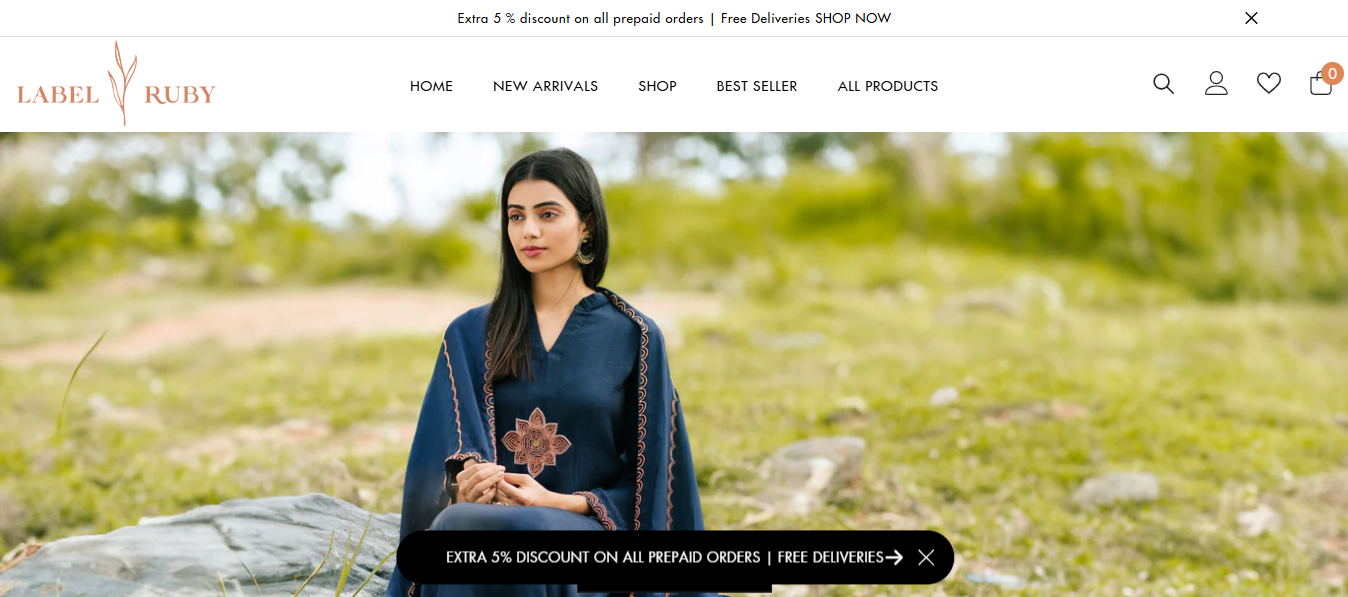 Extra 5 % discount on all prepaid orders | Free Deliveries SHOP NOW
LABEL RUBY
HOME NEW ARRIVALS SHOP BEST SELLER ALL PRODUCTS
0
EXTRA 5% DISCOUNT ON ALL PREPAID ORDERS | FREE DELIVERIES